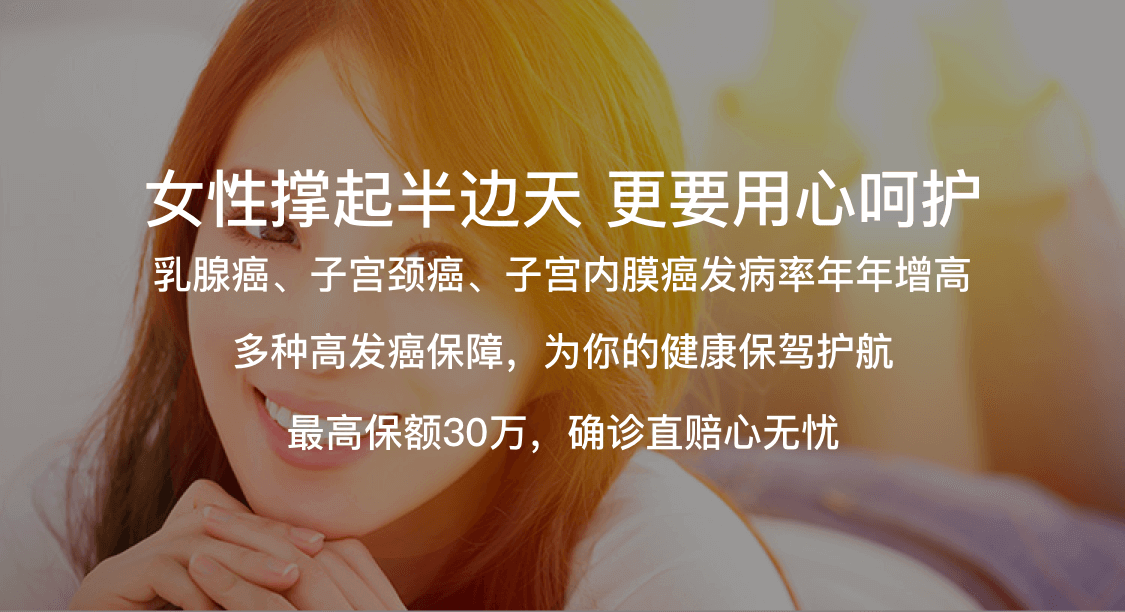 女性撑起半边天 更要用心呵护
乳腺癌、子宫颈癌、子宫内膜癌发病率年年增高
多种高发癌保障，为你的健康保驾护航
最高保额30万，确诊直赔心无忧